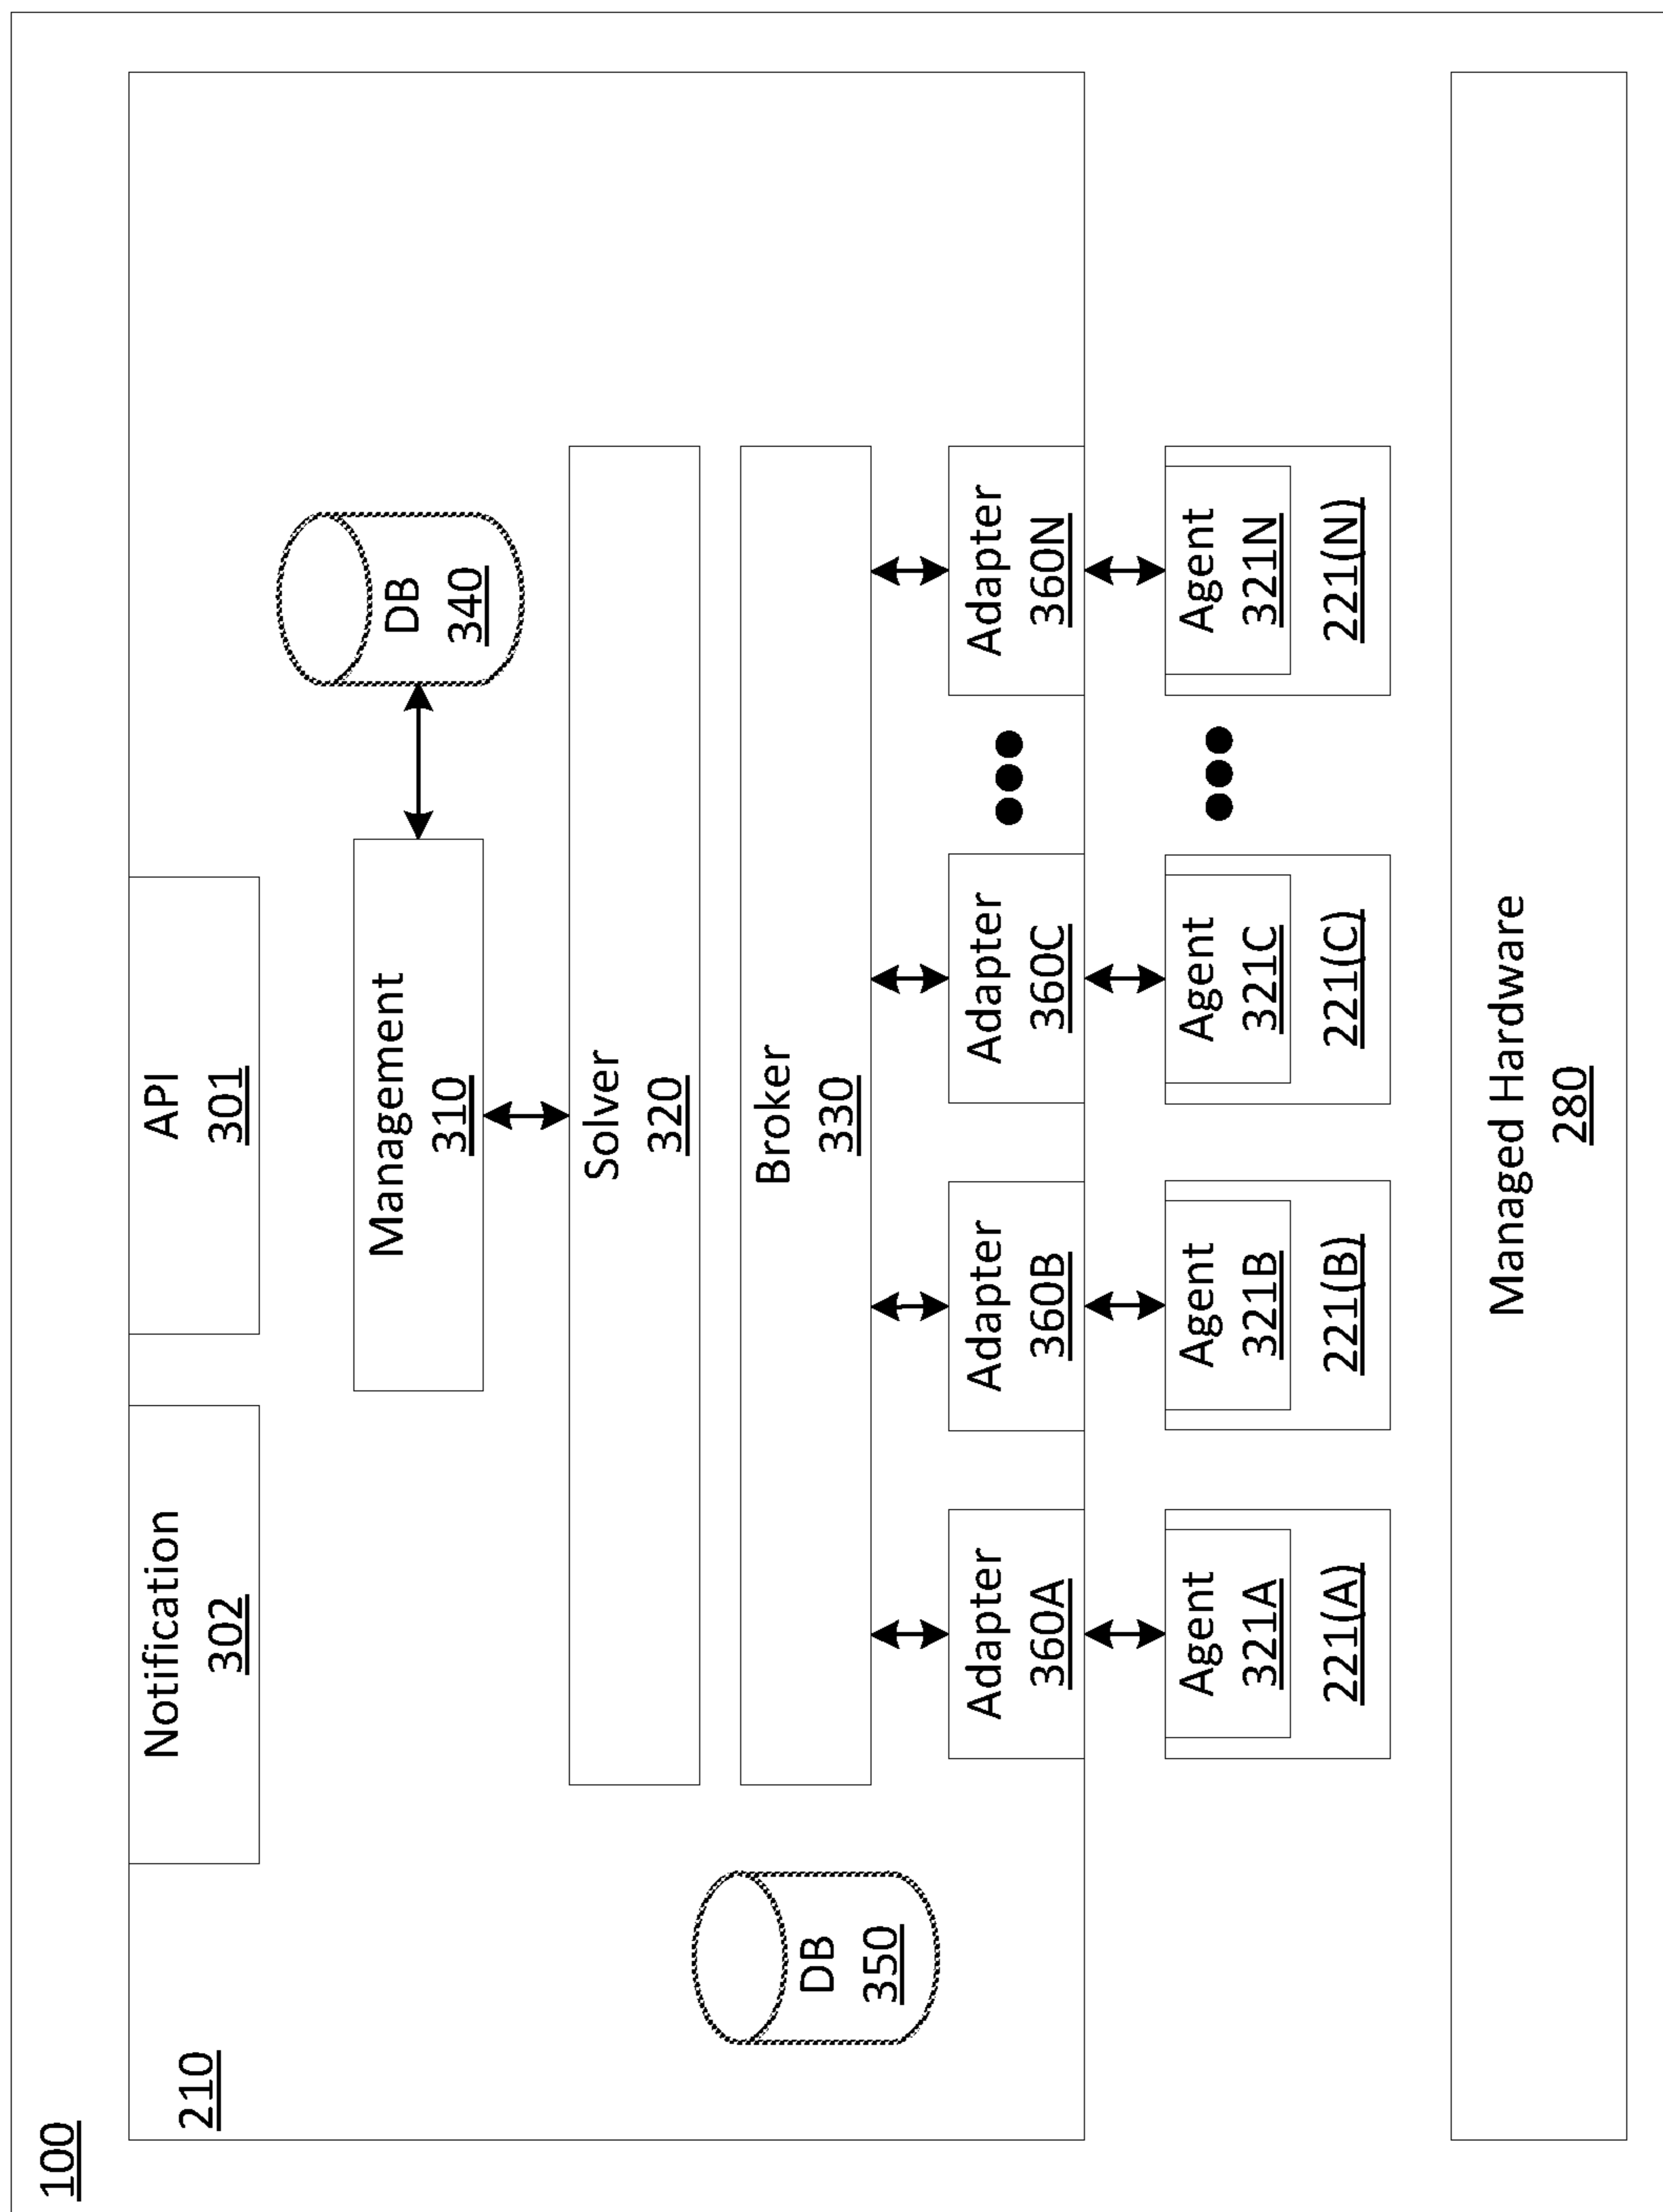 100
210
Notification
302
API
301
Management
310
DB
340
Solver
320
Broker
330
DB
350
Adapter
360A
Adapter
360B
Adapter
360C
Adapter
360N
Agent
321A
221(A)
Agent
321B
221(B)
Agent
321C
221(C)
Agent
321N
221(N)
Managed Hardware
280